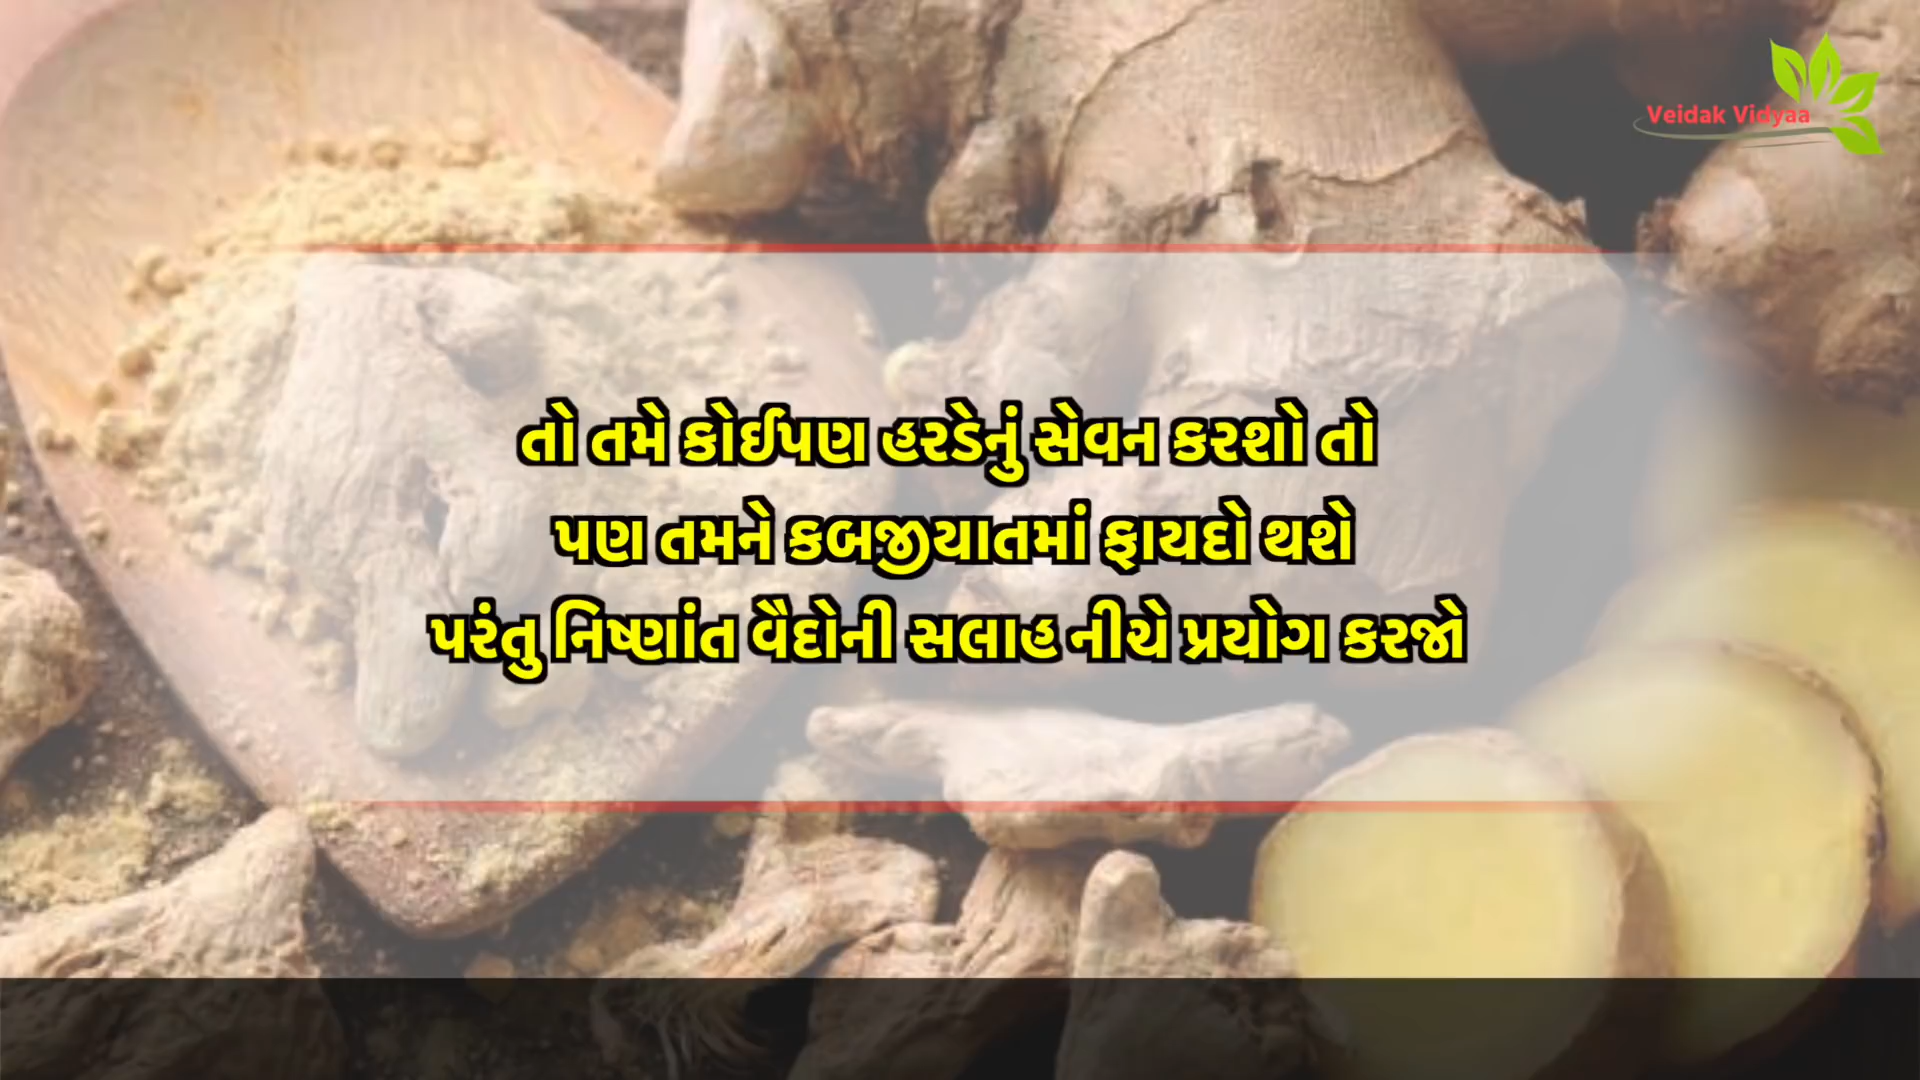 Veidak Vidyaa
તો તમે કોઈપણ હરડેનું સેવન કરશો તો
પણ તમને કબજીયાતમાં ફાયદો થશે
પરંતુ નિષ્ણાંત વૈદોની સલાહ નીચે પ્રયોગ કરજો